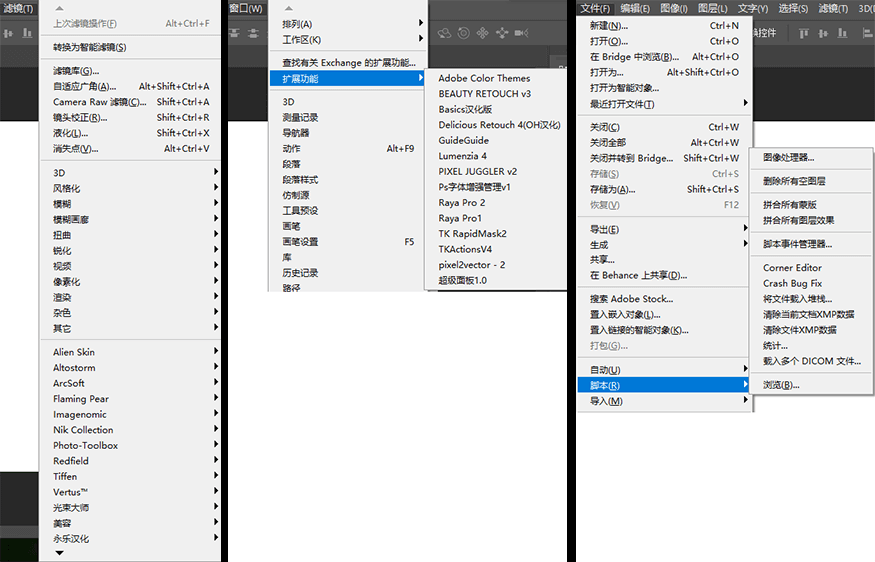 滤镜(T)
上次滤镜操作(F) Alt+Ctrl+F
转换为智能滤镜(S)
滤镜库(G)...
自适应广角(A)... Alt+Shift+Ctrl+A
Camera Raw 滤镜(C)... Shift+Ctrl+A
镜头校正(R)... Shift+Ctrl+R
液化(L)... Shift+Ctrl+X
消失点(V)... Alt+Ctrl+V
3D
风格化
模糊
模糊画廊
扭曲
锐化
视频
像素化
渲染
杂色
其它
Alien Skin
Altostorm
ArcSoft
Flaming Pear
Imagenomic
Nik Collection
Photo-Toolbox
Redfield
Tiffen
Vertus™
光束大师
美容
永乐汉化
窗口(W)
排列(A)
工作区(K)
查找有关 Exchange 的扩展功能...
扩展功能
3D
测量记录
导航器
动作 Alt+F9
段落
段落样式
仿制源
工具预设
画笔
画笔设置 F5
库
历史记录
路径
Adobe Color Themes
BEAUTY RETOUCH v3
Basics汉化版
Delicious Retouch 4(OH汉化)
GuideGuide
Lumenzia 4
PIXEL JUGGLER v2
Ps字体增强管理v1
Raya Pro 2
Raya Pro1
TK RapidMask2
TKActionsV4
pixel2vector - 2
超级面板1.0
文件(F) 编辑(E) 图像(I) 图层(L) 文字(Y) 选择(S) 滤镜(T) 3D(
换控件
新建(N)... Ctrl+N
打开(O)... Ctrl+O
在 Bridge 中浏览(B)... Alt+Ctrl+O
打开为... Alt+Shift+Ctrl+O
打开为智能对象...
最近打开文件(T)
关闭(C) Ctrl+W
关闭全部 Alt+Ctrl+W
关闭并转到 Bridge... Shift+Ctrl+W
存储(S) Ctrl+S
存储为(A)... Shift+Ctrl+S
恢复(V) F12
导出(E)
生成
共享...
在 Behance 上共享(D)...
搜索 Adobe Stock...
置入嵌入对象(L)...
置入链接的智能对象(K)...
打包(G)...
自动(U)
脚本(R)
导入(M)
图像处理器...
删除所有空图层
拼合所有蒙版
拼合所有图层效果
脚本事件管理器...
Corner Editor
Crash Bug Fix
将文件载入堆栈...
清除当前文档XMP数据
清除文件XMP数据
统计...
载入多个 DICOM 文件...
浏览(B)...